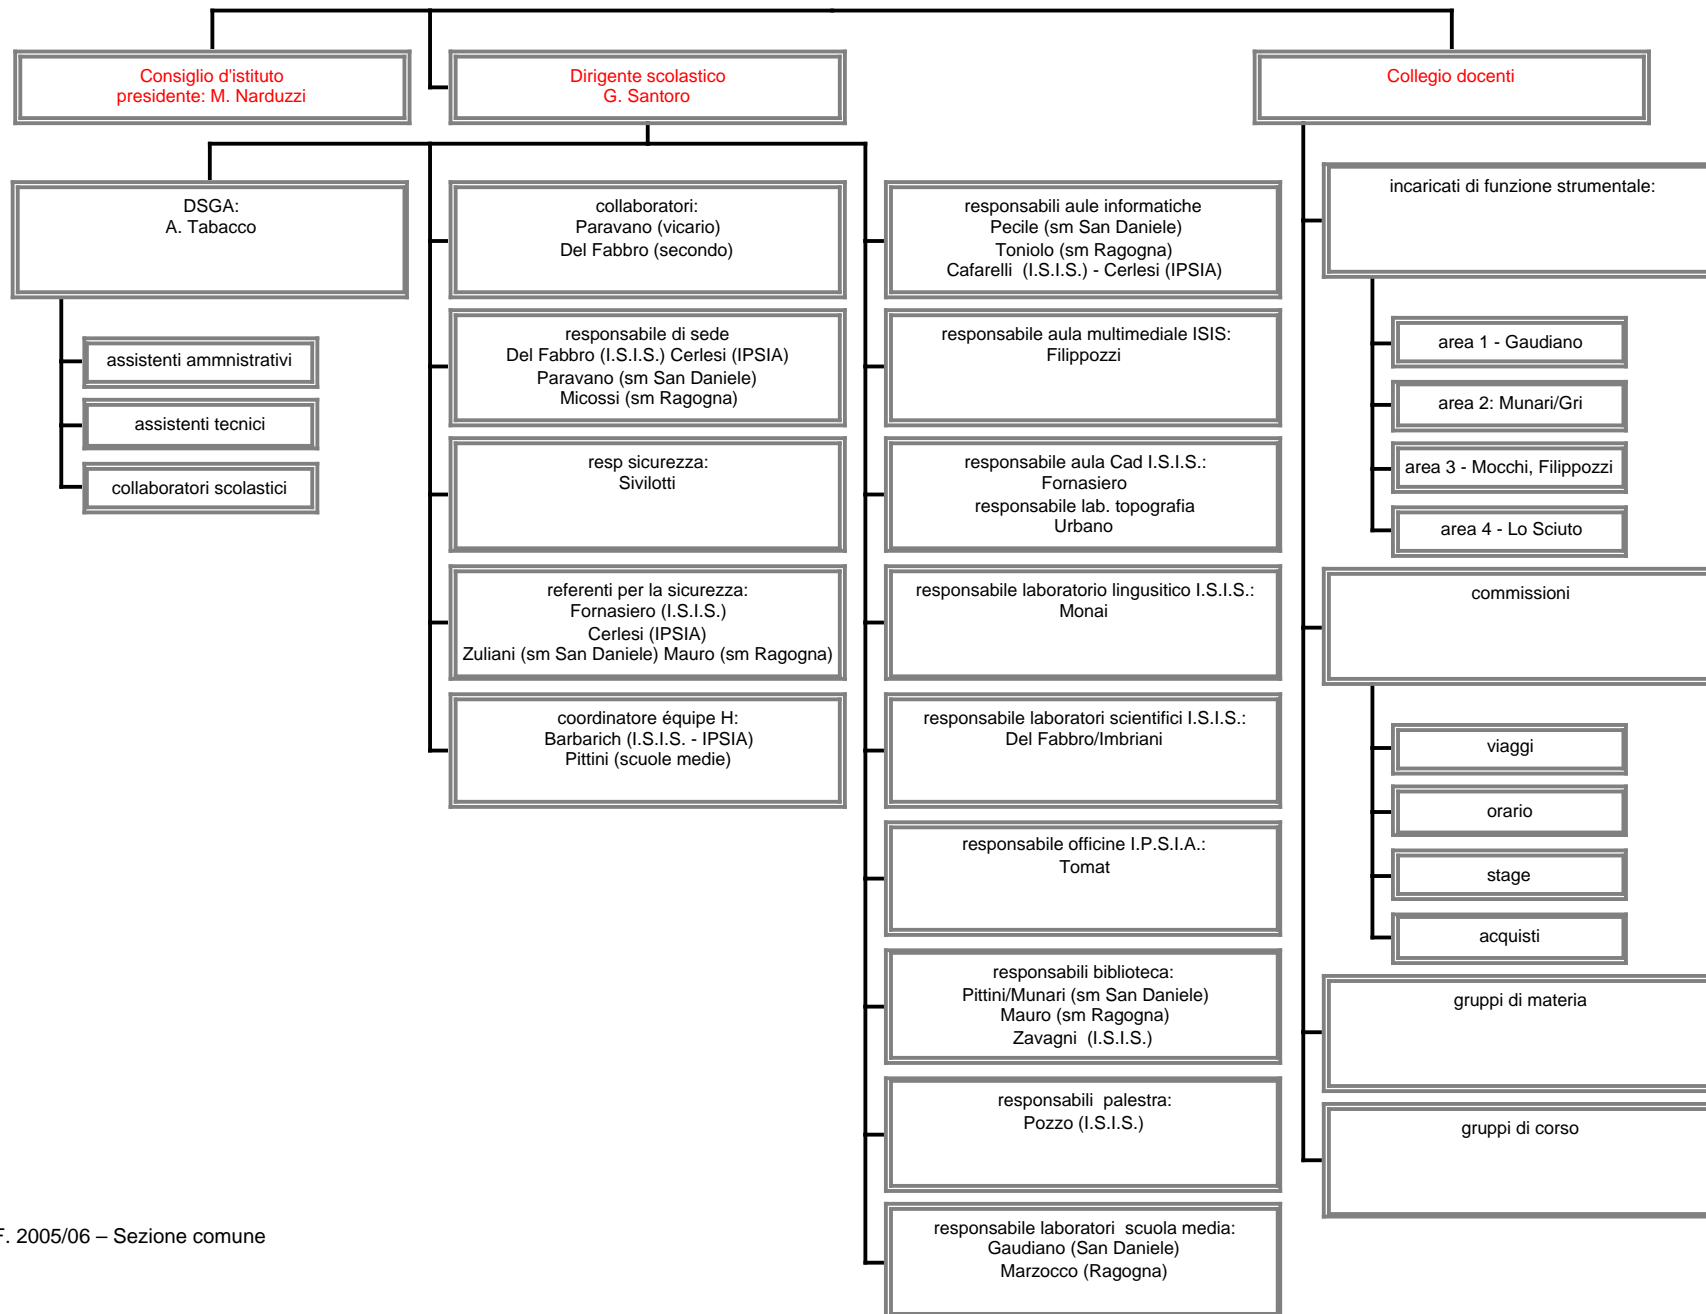 Consiglio d'istituto
presidente: M. Narduzzi
Dirigente scolastico
G. Santoro
Collegio docenti
DSGA:
A. Tabacco
assistenti ammnistrativi
assistenti tecnici
collaboratori scolastici
collaboratori:
Paravano (vicario)
Del Fabbro (secondo)
responsabile di sede
Del Fabbro (I.S.I.S.) Cerlesi (IPSIA)
Paravano (sm San Daniele)
Micossi (sm Ragogna)
resp sicurezza:
Sivilotti
referenti per la sicurezza:
Fornasiero (I.S.I.S.)
Cerlesi (IPSIA)
Zuliani (sm San Daniele) Mauro (sm Ragogna)
coordinatore équipe H:
Barbarich (I.S.I.S. - IPSIA)
Pittini (scuole medie)
responsabili aule informatiche
Pecile (sm San Daniele)
Toniolo (sm Ragogna)
Cafarelli (I.S.I.S.) - Cerlesi (IPSIA)
responsabile aula multimediale ISIS:
Filippozzi
responsabile aula Cad I.S.I.S.:
Fornasiero
responsabile lab. topografia
Urbano
responsabile laboratorio lingusitico I.S.I.S.:
Monai
responsabile laboratori scientifici I.S.I.S.:
Del Fabbro/Imbriani
responsabile officine I.P.S.I.A.:
Tomat
responsabili biblioteca:
Pittini/Munari (sm San Daniele)
Mauro (sm Ragogna)
Zavagni (I.S.I.S.)
responsabili palestra:
Pozzo (I.S.I.S.)
responsabile laboratori scuola media:
Gaudiano (San Daniele)
Marzocco (Ragogna)
incaricati di funzione strumentale:
area 1 - Gaudiano
area 2: Munari/Gri
area 3 - Mocchi, Filippozzi
area 4 - Lo Sciuto
commissioni
viaggi
orario
stage
acquisti
gruppi di materia
gruppi di corso
F. 2005/06 – Sezione comune